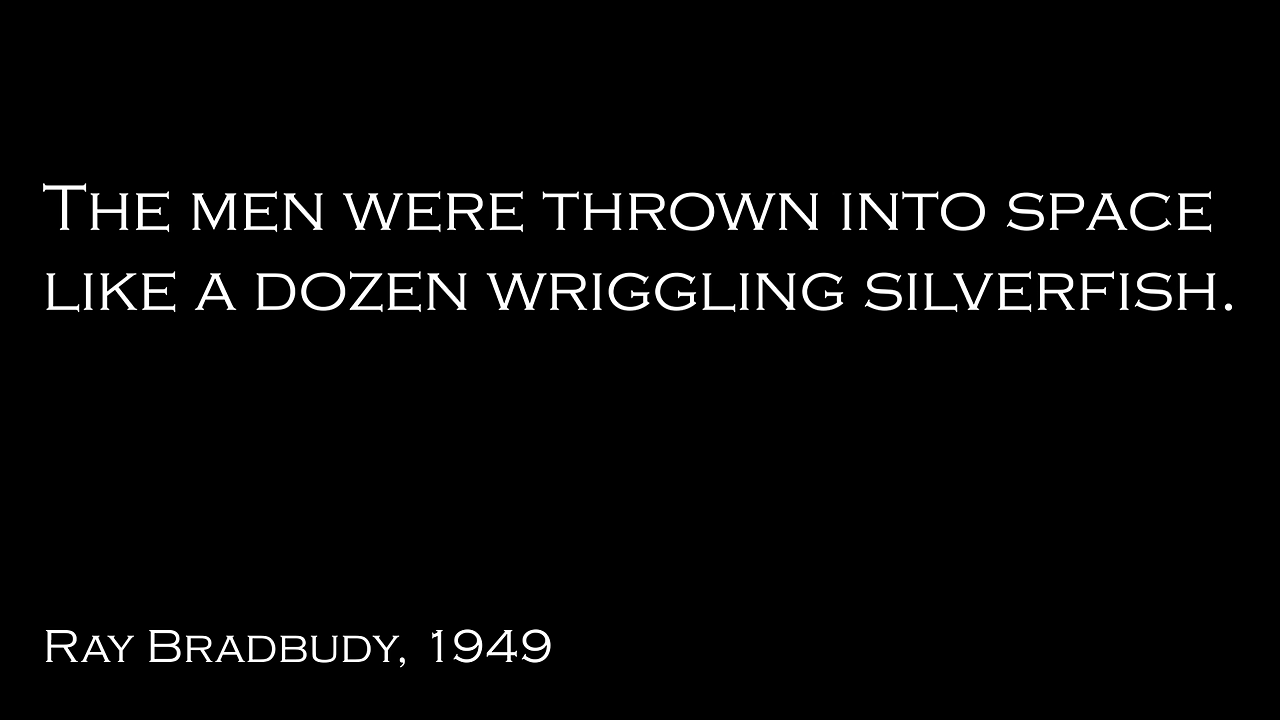 The men were thrown into space
like a dozen wriggling silverfish.
Ray Bradbudy, 1949